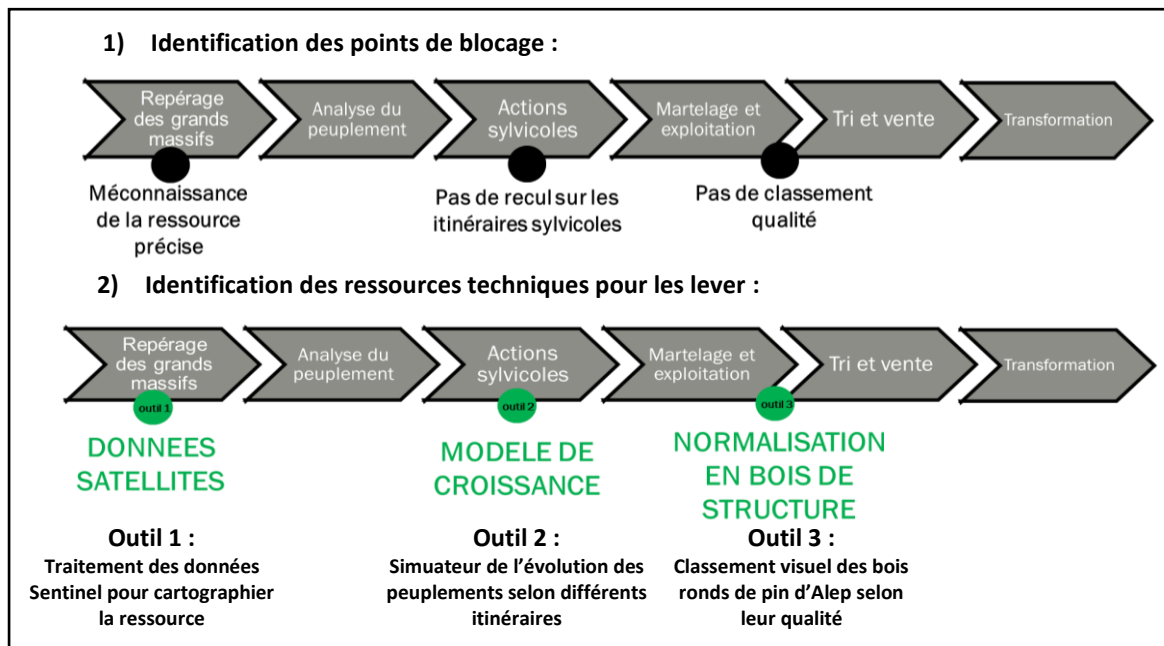 1) Identification des points de blocage :
Repérage
des grands
massifs
Analyse du
peuplement
Actions
sylvicoles
Martelage et
exploitation
Tri et vente
Transformation
Méconnaissance
de la ressource
précise
Pas de recul sur les
itinéraires sylvicoles
Pas de classement
qualité
2) Identification des ressources techniques pour les lever :
Repérage
des grands
massifs
Analyse du
peuplement
Actions
sylvicoles
Martelage et
exploitation
Tri et vente
Transformation
outil 1
outil 2
outil 3
DONNEES
SATELLITES
MODELE DE
CROISSANCE
NORMALISATION
EN BOIS DE
STRUCTURE
Outil 1 :
Traitement des données
Sentinel pour cartographier
la ressource
Outil 2 :
Simuateur de l’évolution des
peuplements selon différents
itinéraires
Outil 3 :
Classement visuel des bois
ronds de pin d’Alep selon
leur qualité